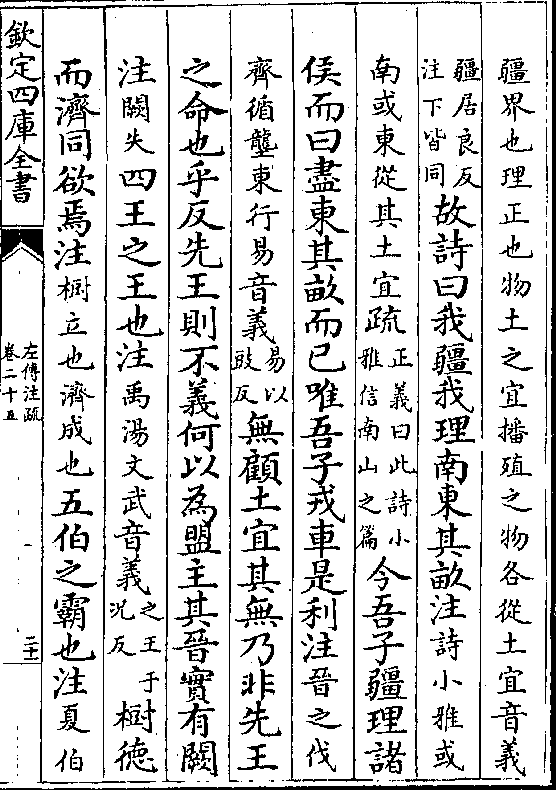 疆界也理正也物土之宜播殖之物各從土宜音義
疆居良反
注下皆同
故詩曰我疆我理南東其畝注詩小雅或
南或東從其土宜疏
正義曰此詩小
雅信南山之篇
今吾子疆理諸
侯而曰盡東其畝而已唯吾子戎車是利注晉之伐
齊循壟東行易音義
易以
豉反
無顧土宜其無乃非先王
之命也乎反先王則不義何以為盟主其晉實有闕
注闕失四王之王也注禹湯文武音義
之王于
況反
樹德
而濟同欲焉注樹立也濟成也五伯之霸也注夏伯
欽定四庫全書
左傳注疏
卷二十五
二十